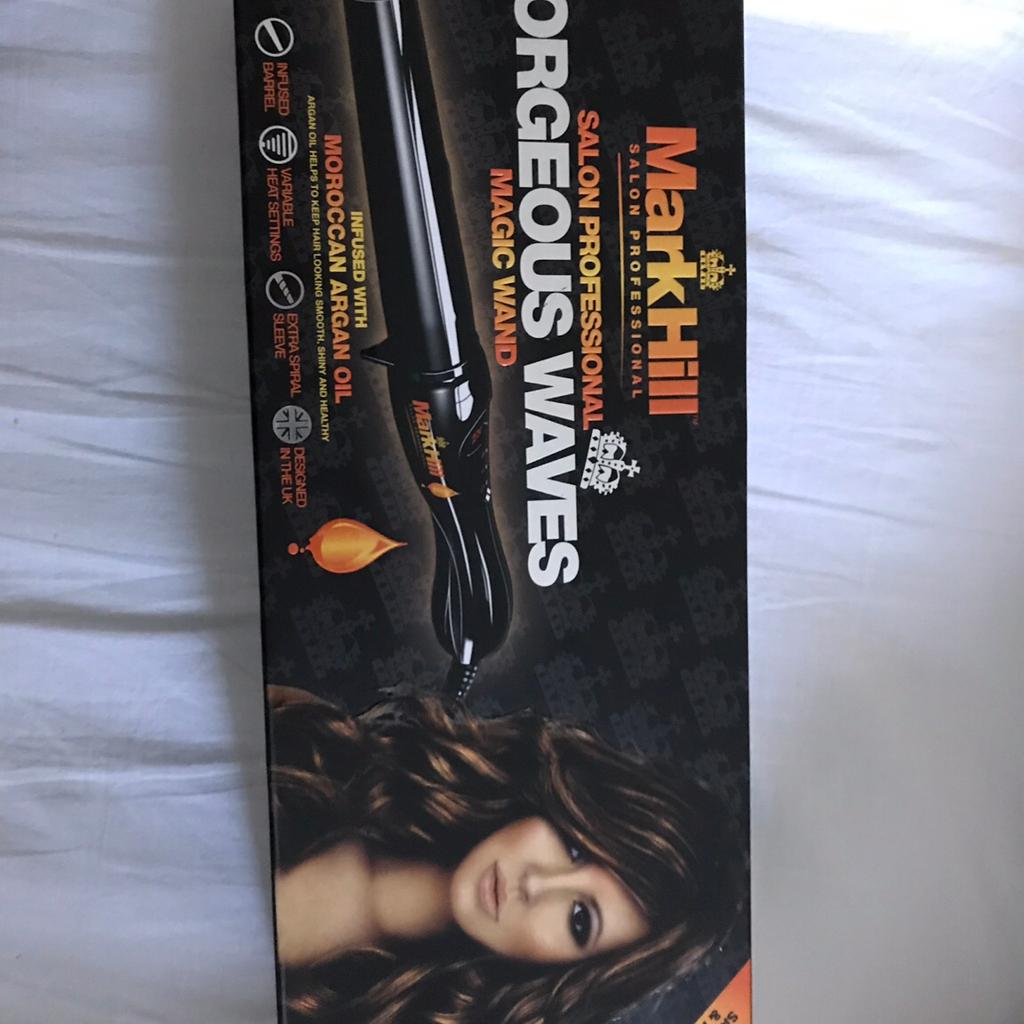 MarkHill
SALON PROFESSIONAL
SALON PROFESSIONAL
ORGEOUS WAVES
MAGIC WAND
MarkHill
INFUSED WITH
MOROCCAN ARGAN OIL
ARGAN OIL HELPS TO KEEP HAIR LOOKING SMOOTH, SHINY AND HEALTHY
INFUSED
BARREL
VARIABLE
HEAT SETTINGS
EXTRA SPIRAL
SLEEVE
DESIGNED
IN THE UK